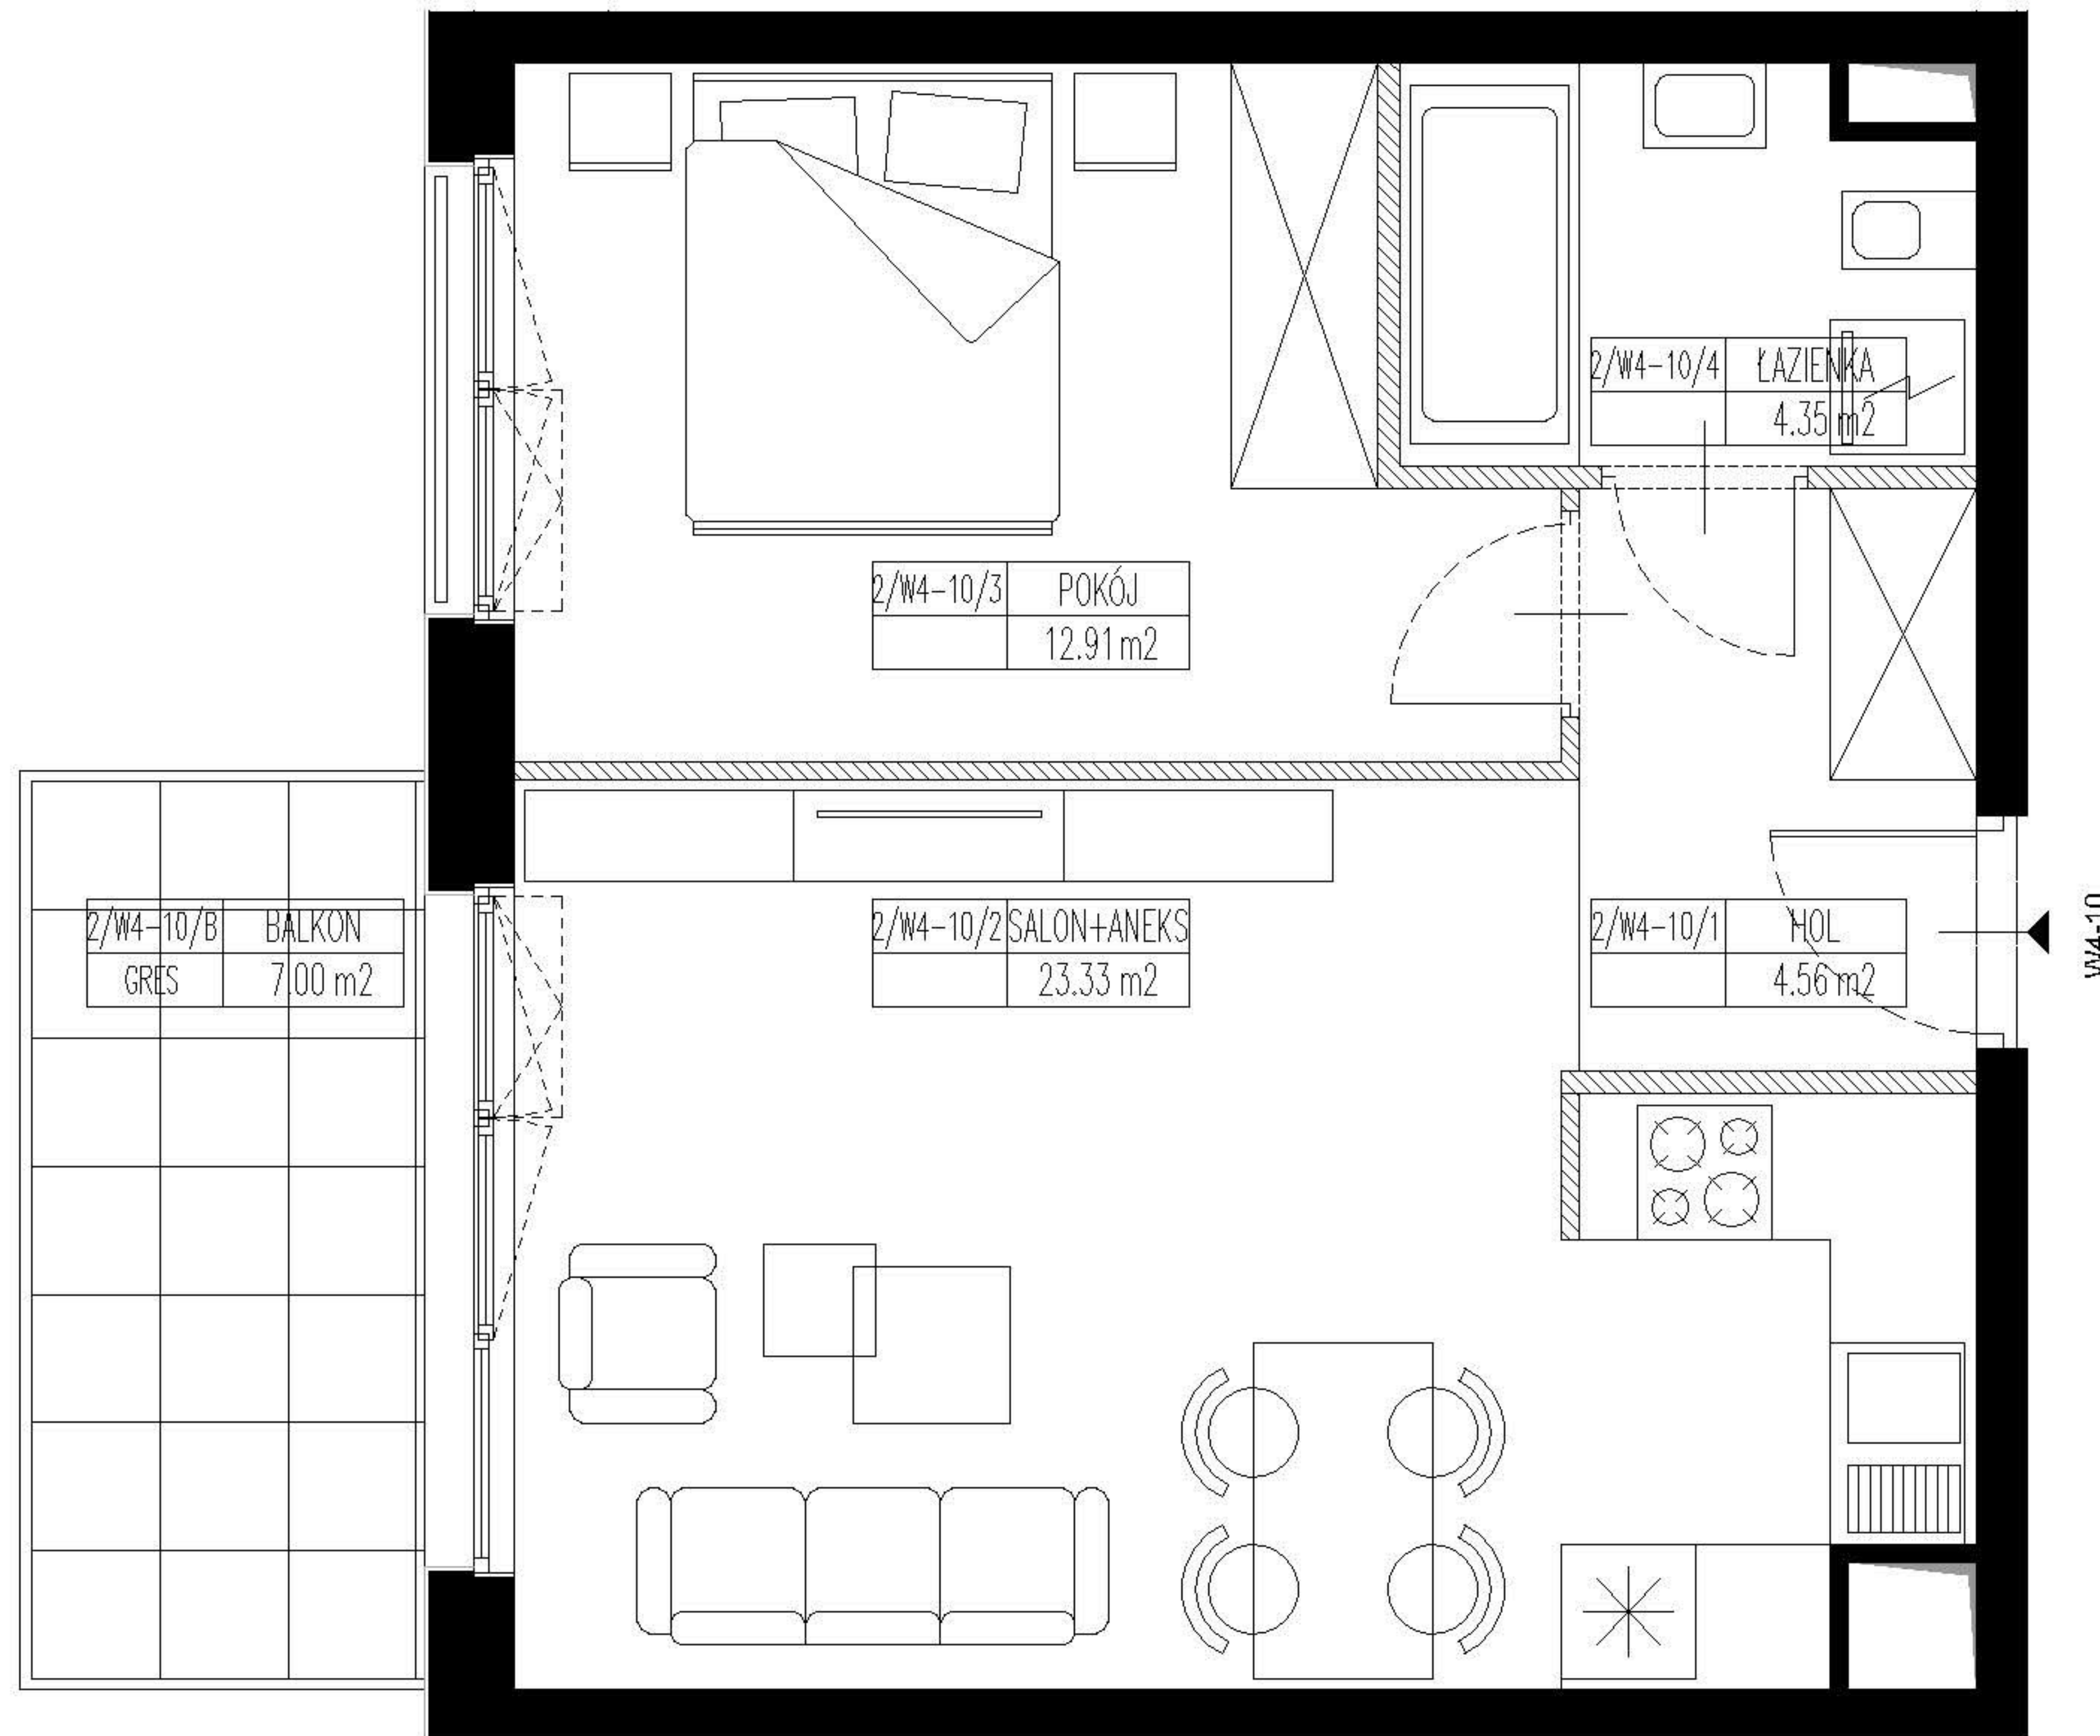 2/W4-10/4 ŁAZIENKA
4.35 m2
2/W4-10/3 POKÓJ
12.91 m2
2/W4-10/B BALKON
GRES 7.00 m2
2/W4-10/2 SALON+ANEKS
23.33 m2
2/W4-10/1 HOL
4.56 m2
W4-10